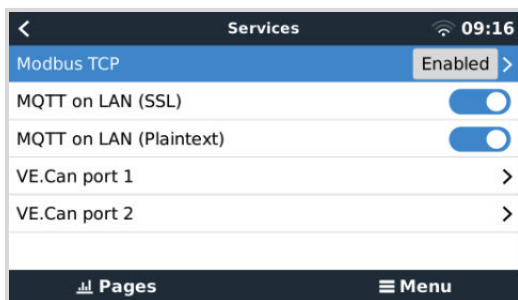 Services 09:16
Modbus TCP Enabled
MQTT on LAN (SSL)
MQTT on LAN (Plaintext)
VE.Can port 1
VE.Can port 2
Pages Menu